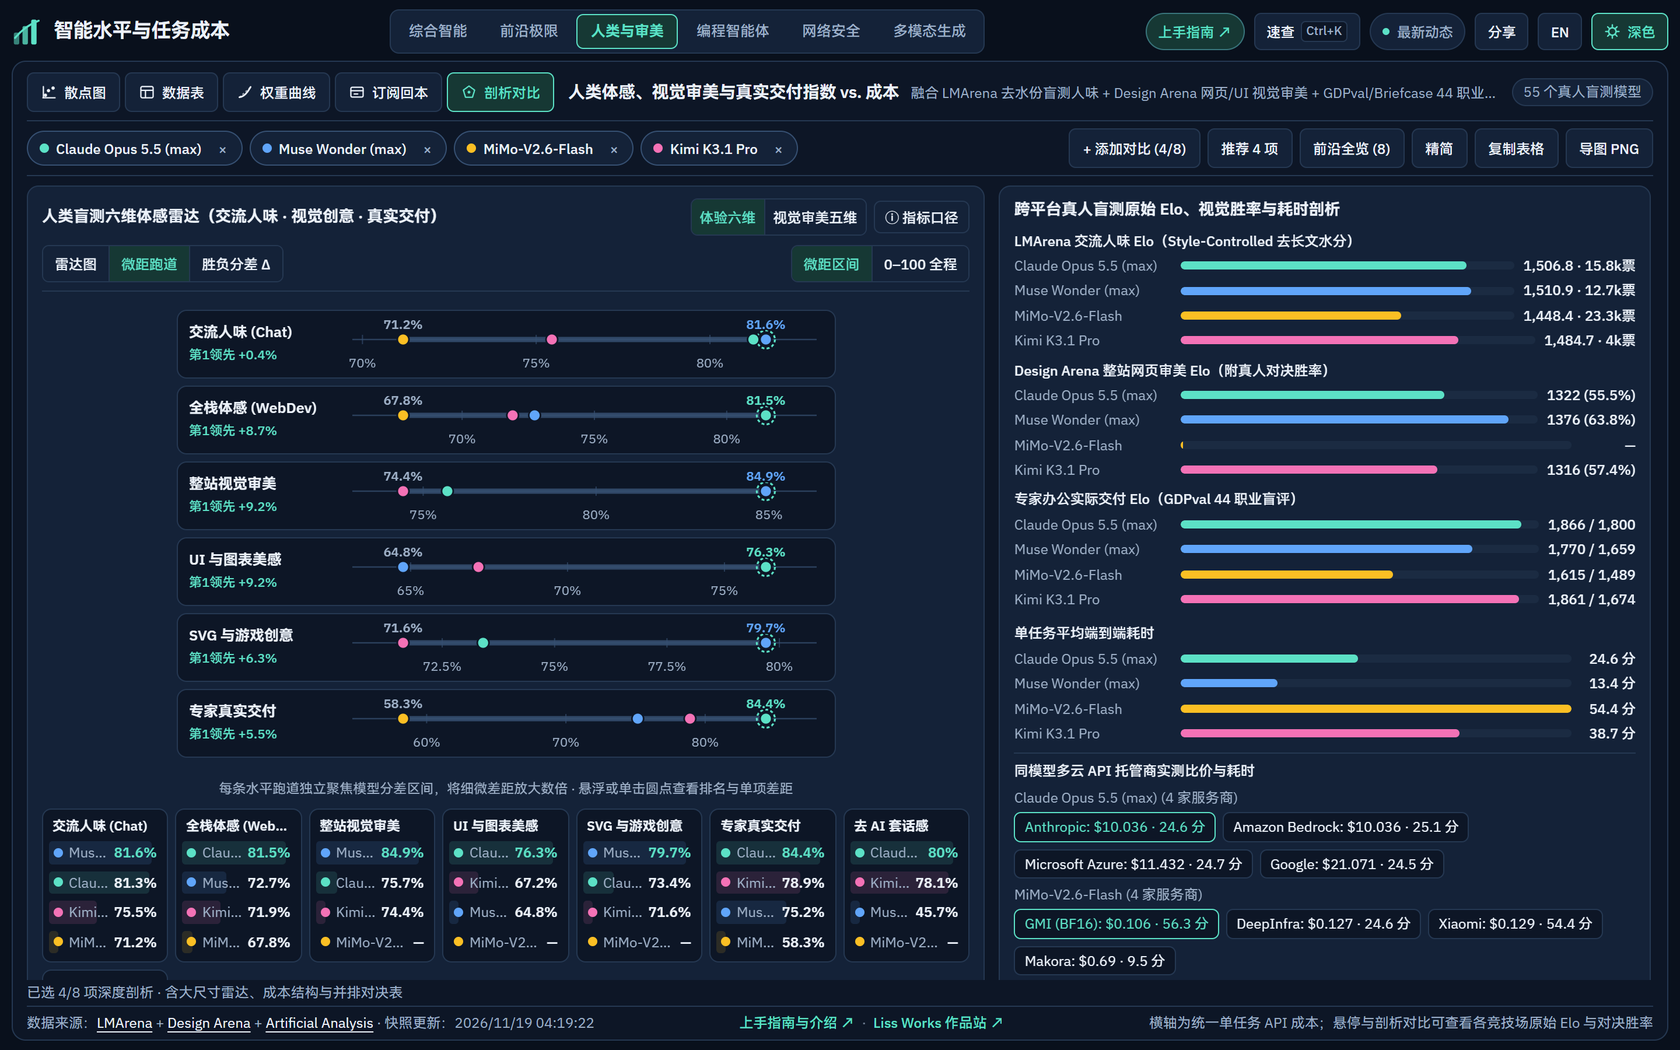 智能水平与任务成本
综合智能 前沿极限 人类与审美 编程智能体 网络安全 多模态生成
上手指南 ↗ 速查 Ctrl+K 最新动态 分享 EN 深色
散点图 数据表 权重曲线 订阅回本 剖析对比
人类体感、视觉审美与真实交付指数 vs. 成本 融合 LMArena 去水份盲测人味 + Design Arena 网页/UI 视觉审美 + GDPval/Briefcase 44 职业... 55 个真人盲测模型
Claude Opus 5.5 (max) × Muse Wonder (max) × MiMo-V2.6-Flash × Kimi K3.1 Pro ×
+ 添加对比 (4/8) 推荐 4 项 前沿全览 (8) 精简 复制表格 导图 PNG
人类盲测六维体感雷达（交流人味 · 视觉创意 · 真实交付）
体验六维 视觉审美五维 ⓘ 指标口径
雷达图 微距跑道 胜负分差 Δ
微距区间 0–100 全程
交流人味 (Chat)
第1领先 +0.4%
71.2% 81.6%
70% 75% 80%
全栈体感 (WebDev)
第1领先 +8.7%
67.8% 81.5%
70% 75% 80%
整站视觉审美
第1领先 +9.2%
74.4% 84.9%
75% 80% 85%
UI 与图表美感
第1领先 +9.2%
64.8% 76.3%
65% 70% 75%
SVG 与游戏创意
第1领先 +6.3%
71.6% 79.7%
72.5% 75% 77.5% 80%
专家真实交付
第1领先 +5.5%
58.3% 84.4%
60% 70% 80%
每条水平跑道独立聚焦模型分差区间，将细微差距放大数倍 · 悬浮或单击圆点查看排名与单项差距
交流人味 (Chat)
Mus... 81.6%
Clau... 81.3%
Kimi... 75.5%
MiM... 71.2%
全栈体感 (Web...
Clau... 81.5%
Mus... 72.7%
Kimi... 71.9%
MiM... 67.8%
整站视觉审美
Mus... 84.9%
Clau... 75.7%
Kimi... 74.4%
MiMo-V2... —
UI 与图表美感
Clau... 76.3%
Kimi... 67.2%
Mus... 64.8%
MiMo-V2... —
SVG 与游戏创意
Mus... 79.7%
Clau... 73.4%
Kimi... 71.6%
MiMo-V2... —
专家真实交付
Clau... 84.4%
Kimi... 78.9%
Mus... 75.2%
MiM... 58.3%
去 AI 套话感
Claud... 80%
Kimi... 78.1%
Mus... 45.7%
MiMo-V2... —
跨平台真人盲测原始 Elo、视觉胜率与耗时剖析
LMArena 交流人味 Elo（Style-Controlled 去长文水分）
Claude Opus 5.5 (max) 1,506.8 · 15.8k票
Muse Wonder (max) 1,510.9 · 12.7k票
MiMo-V2.6-Flash 1,448.4 · 23.3k票
Kimi K3.1 Pro 1,484.7 · 4k票
Design Arena 整站网页审美 Elo（附真人对决胜率）
Claude Opus 5.5 (max) 1322 (55.5%)
Muse Wonder (max) 1376 (63.8%)
MiMo-V2.6-Flash —
Kimi K3.1 Pro 1316 (57.4%)
专家办公实际交付 Elo（GDPval 44 职业盲评）
Claude Opus 5.5 (max) 1,866 / 1,800
Muse Wonder (max) 1,770 / 1,659
MiMo-V2.6-Flash 1,615 / 1,489
Kimi K3.1 Pro 1,861 / 1,674
单任务平均端到端耗时
Claude Opus 5.5 (max) 24.6 分
Muse Wonder (max) 13.4 分
MiMo-V2.6-Flash 54.4 分
Kimi K3.1 Pro 38.7 分
同模型多云 API 托管商实测比价与耗时
Claude Opus 5.5 (max) (4 家服务商)
Anthropic: $10.036 · 24.6 分 Amazon Bedrock: $10.036 · 25.1 分
Microsoft Azure: $11.432 · 24.7 分 Google: $21.071 · 24.5 分
MiMo-V2.6-Flash (4 家服务商)
GMI (BF16): $0.106 · 56.3 分 DeepInfra: $0.127 · 24.6 分 Xiaomi: $0.129 · 54.4 分
Makora: $0.69 · 9.5 分
已选 4/8 项深度剖析 · 含大尺寸雷达、成本结构与并排对决表
数据来源： LMArena + Design Arena + Artificial Analysis · 快照更新： 2026/11/19 04:19:22
上手指南与介绍 ↗ · Liss Works 作品站 ↗
横轴为统一单任务 API 成本；悬停与剖析对比可查看各竞技场原始 Elo 与对决胜率